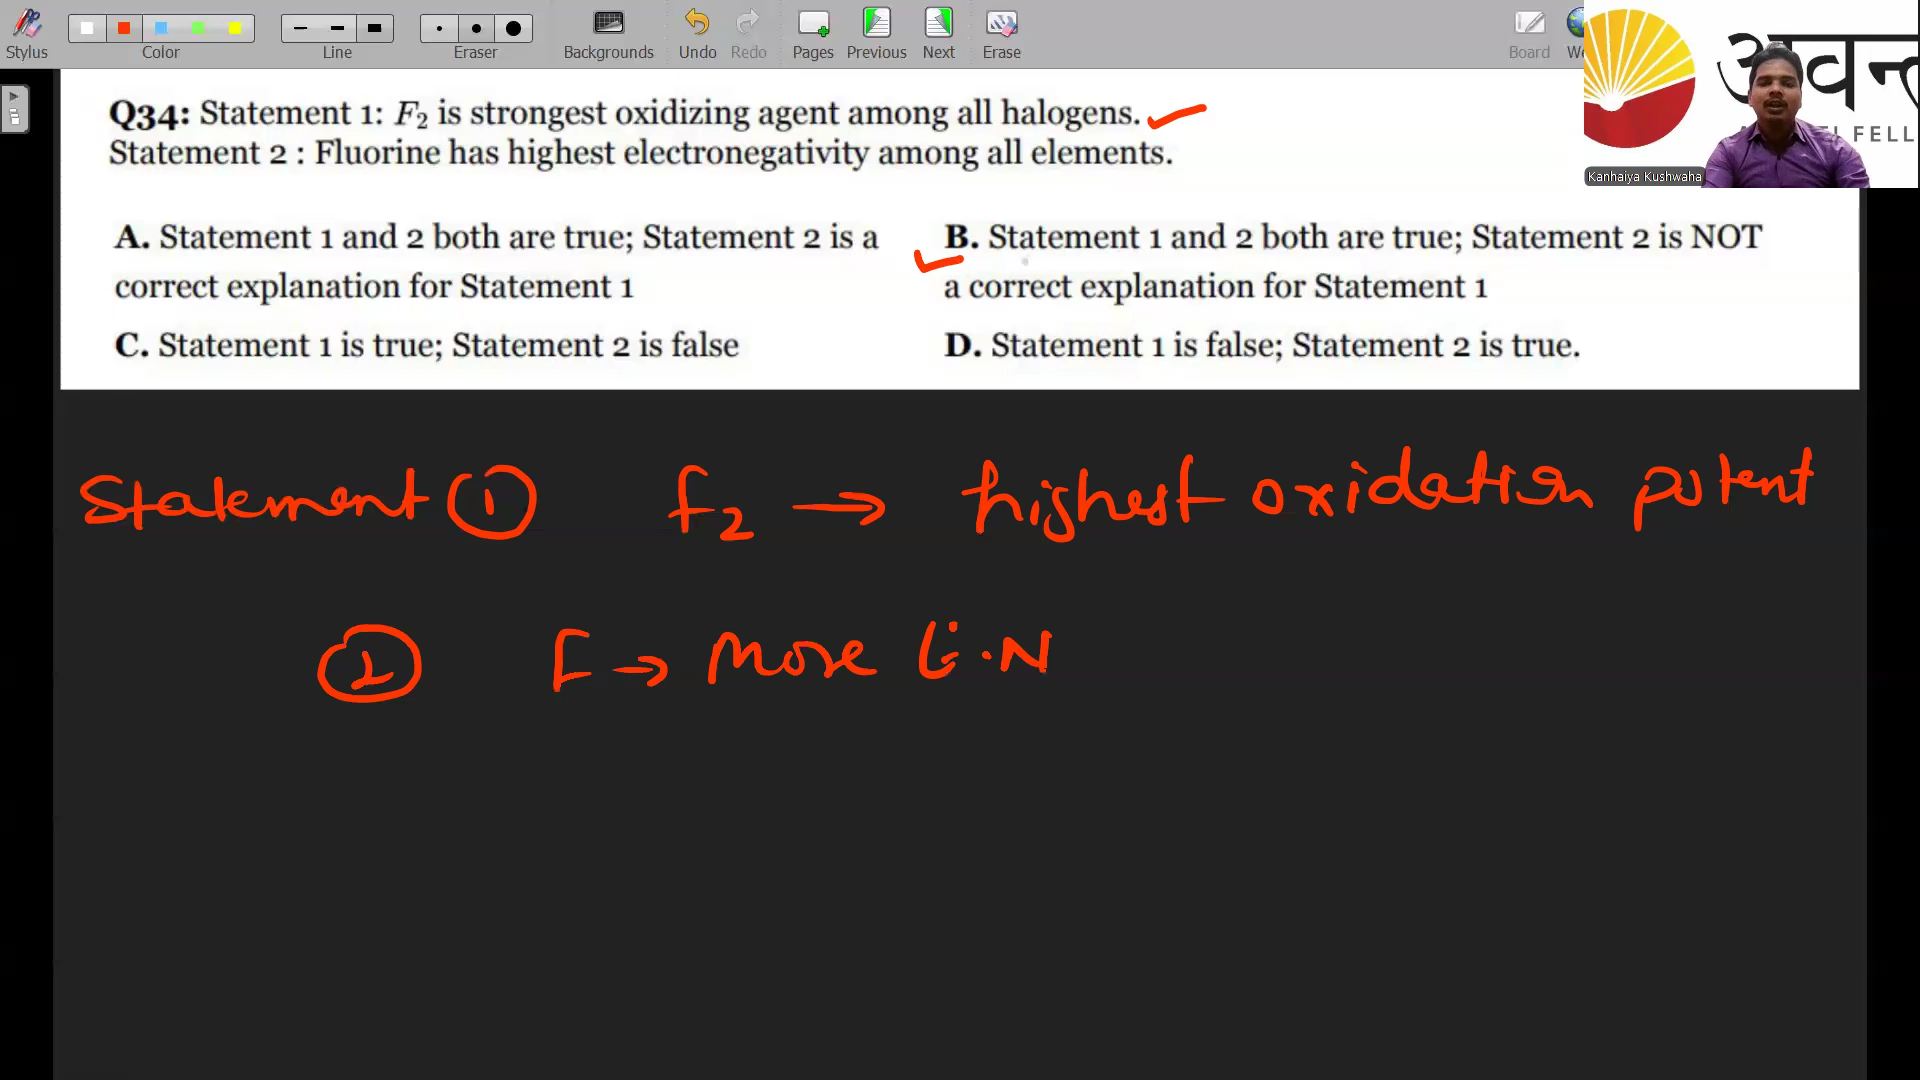 Stylus
Color
Line
Eraser
Backgrounds
Undo
Redo
Pages
Previous
Next
Erase
Board
We
अवन्त
FELL
Kanhaiya Kushwaha
Q34: Statement 1: F₂ is strongest oxidizing agent among all halogens.
Statement 2 : Fluorine has highest electronegativity among all elements.
A. Statement 1 and 2 both are true; Statement 2 is a
correct explanation for Statement 1
B. Statement 1 and 2 both are true; Statement 2 is NOT
a correct explanation for Statement 1
C. Statement 1 is true; Statement 2 is false
D. Statement 1 is false; Statement 2 is true.
Statement ① f₂ → highest oxidation potent
② F → More E.N